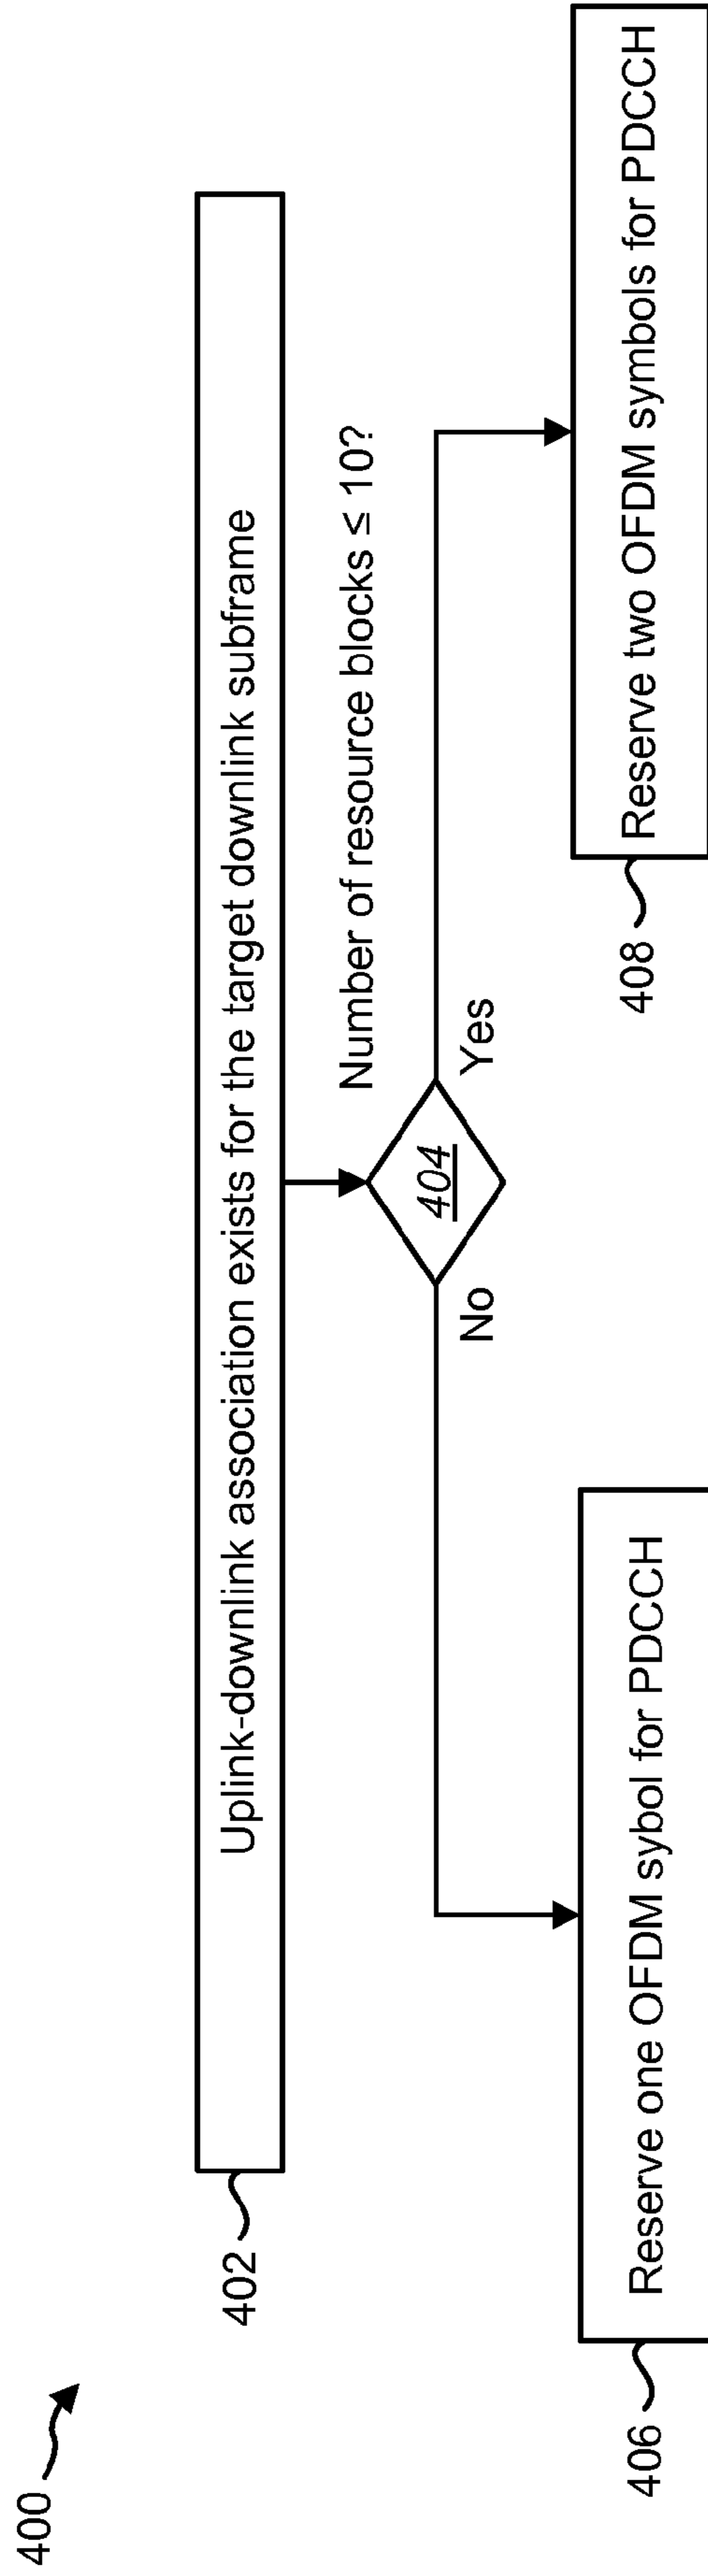 400
402
Uplink-downlink association exists for the target downlink subframe
Number of resource blocks ≤ 10?
404
No
Yes
406
Reserve one OFDM sybol for PDCCH
408
Reserve two OFDM symbols for PDCCH